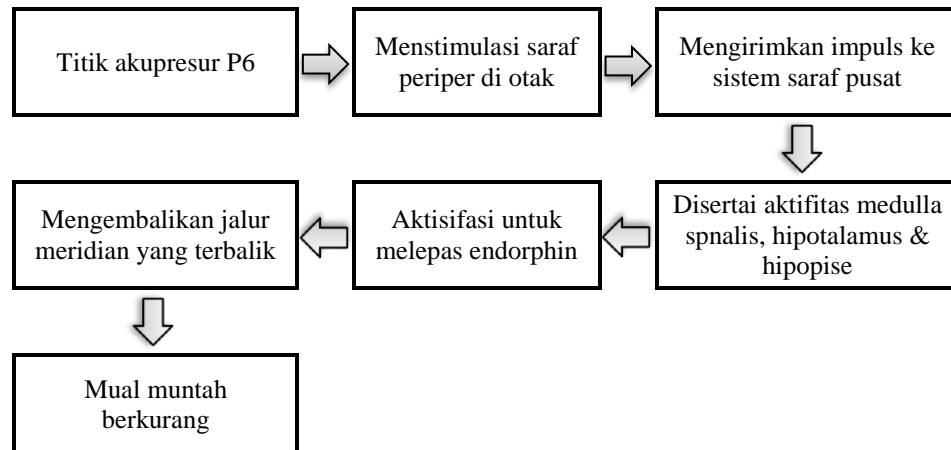 Titik akupresur P6
Menstimulasi saraf
periper di otak
Mengirimkan impuls ke
sistem saraf pusat
Disertai aktifitas medulla
spnalis, hipotalamus &
hipopise
Aktisifasi untuk
melepas endorphin
Mengembalikan jalur
meridian yang terbalik
Mual muntah
berkurang